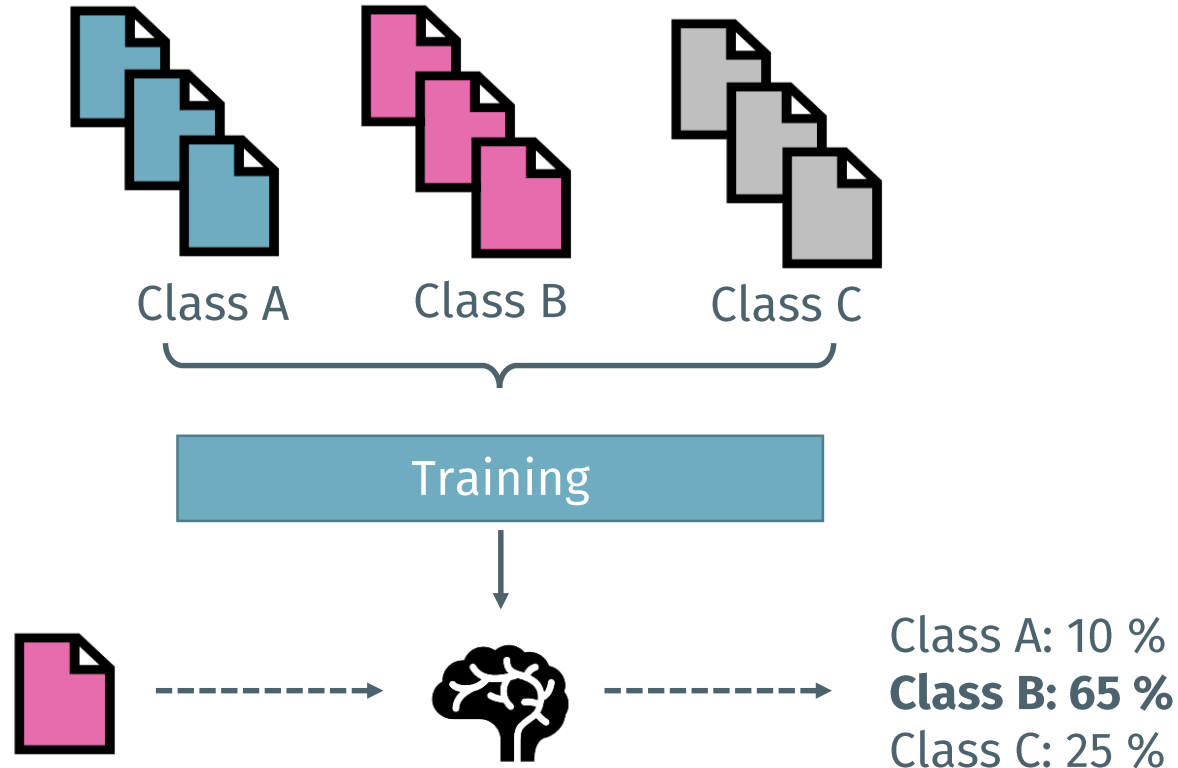 Class A
Class B
Class C
Training
Class A: 10 %
Class B: 65 %
Class C: 25 %